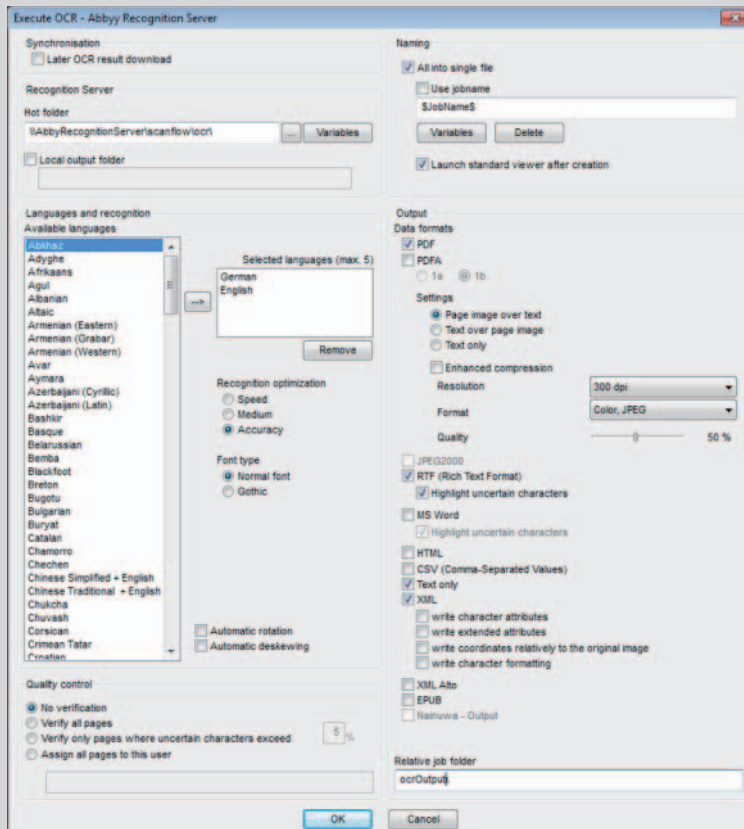 Execute OCR - Abbyy Recognition Server
Synchronisation
Later OCR result download
Recognition Server
Hot folder
\\AbbyRecognitionServer\scanflow\ocr\
...
Variables
Local output folder
Languages and recognition
Available languages
Abkhaz
Adyghe
Afrikaans
Agul
Albanian
Altaic
Armenian (Eastern)
Armenian (Grabar)
Armenian (Western)
Avar
Aymara
Azerbaijani (Cyrillic)
Azerbaijani (Latin)
Bashkir
Basque
Belarussian
Bemba
Blackfoot
Breton
Bugotu
Bulgarian
Buryat
Catalan
Chamorro
Chechen
Chinese Simplified + English
Chinese Traditional + English
Chukcha
Chuvash
Corsican
Crimean Tatar
Croatian
-->
Selected languages (max. 5)
German
English
Remove
Recognition optimization
Speed
Medium
Accuracy
Font type
Normal font
Gothic
Automatic rotation
Automatic deskewing
Quality control
No verification
Verify all pages
Verify only pages where uncertain characters exceed 5 %
Assign all pages to this user
Naming
All into single file
Use jobname
$JobName$
Variables
Delete
Launch standard viewer after creation
Output
Data formats
PDF
PDFA
1a 1b
Settings
Page image over text
Text over page image
Text only
Enhanced compression
Resolution 300 dpi
Format Color, JPEG
Quality 50 %
JPEG2000
RTF (Rich Text Format)
Highlight uncertain characters
MS Word
Highlight uncertain characters
HTML
CSV (Comma-Separated Values)
Text only
XML
write character attributes
write extended attributes
write coordinates relatively to the original image
write character formatting
XML Alto
EPUB
Nainuwa - Output
Relative job folder
ocrOutput\
OK
Cancel